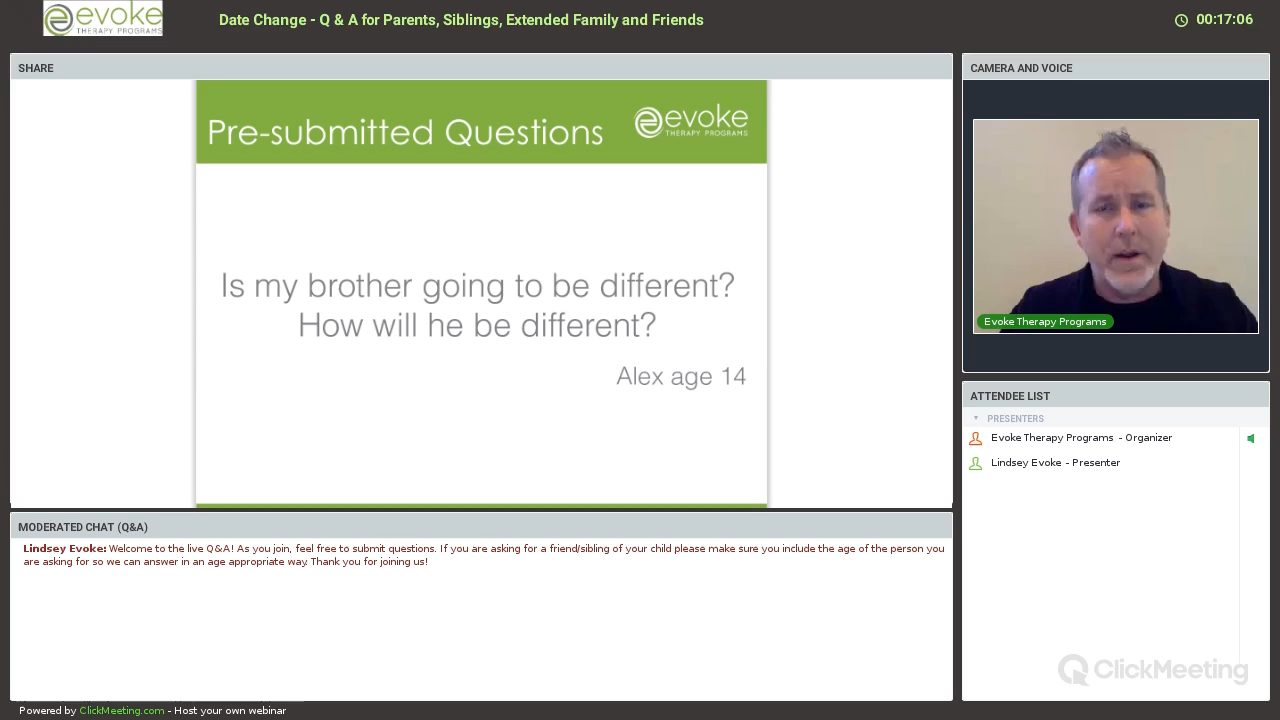 evoke
THERAPY PROGRAMS
Date Change - Q & A for Parents, Siblings, Extended Family and Friends
00:17:06
SHARE
Pre-submitted Questions
evoke
THERAPY PROGRAMS
Is my brother going to be different?
How will he be different?
Alex age 14
CAMERA AND VOICE
Evoke Therapy Programs
ATTENDEE LIST
PRESENTERS
Evoke Therapy Programs - Organizer
Lindsey Evoke - Presenter
ClickMeeting
MODERATED CHAT (Q&A)
Lindsey Evoke: Welcome to the live Q&A! As you join, feel free to submit questions. If you are asking for a friend/sibling of your child please make sure you include the age of the person you
are asking for so we can answer in an age appropriate way. Thank you for joining us!
Powered by ClickMeeting.com - Host your own webinar